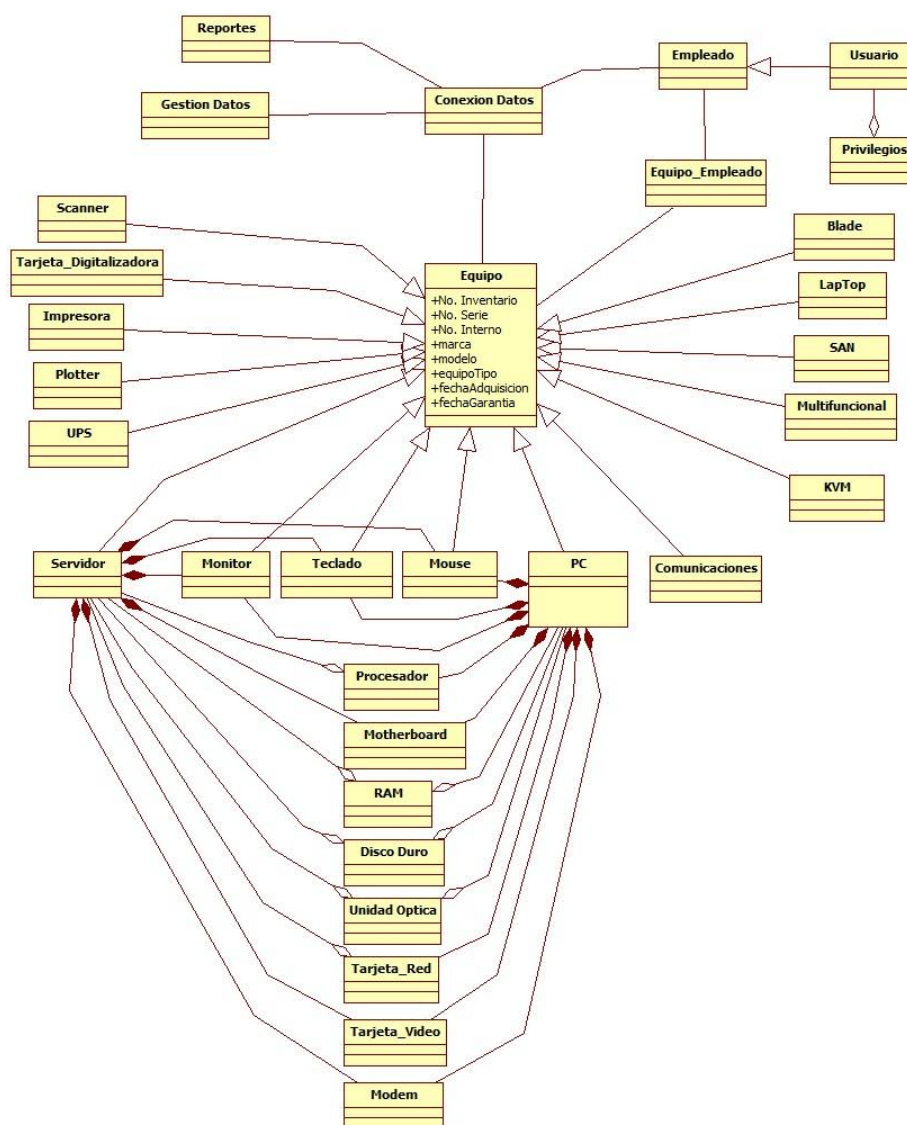 Reportes
Empleado
Usuario
Gestion Datos
Conexion Datos
Privilegios
Equipo_Empleado
Scanner
Blade
Tarjeta_Digitalizadora
Equipo
LapTop
+No. Inventario
+No. Serie
+No. Interno
+marca
+modelo
+equipoTipo
+fechaAdquisicion
+fechaGarantia
Impresora
SAN
Plotter
Multifuncional
UPS
KVM
Servidor
Monitor
Teclado
Mouse
PC
Comunicaciones
Procesador
Motherboard
RAM
Disco Duro
Unidad Optica
Tarjeta_Red
Tarjeta_Video
Modem